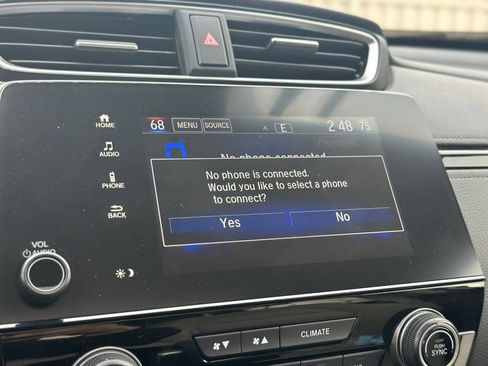 68 MENU SOURCE E 2 48 75
HOME
AUDIO
PHONE
BACK
No phone connected
No phone is connected.
Would you like to select a phone
to connect?
Yes No
VOL
AUDIO
CLIMATE
PUSH
SYNC